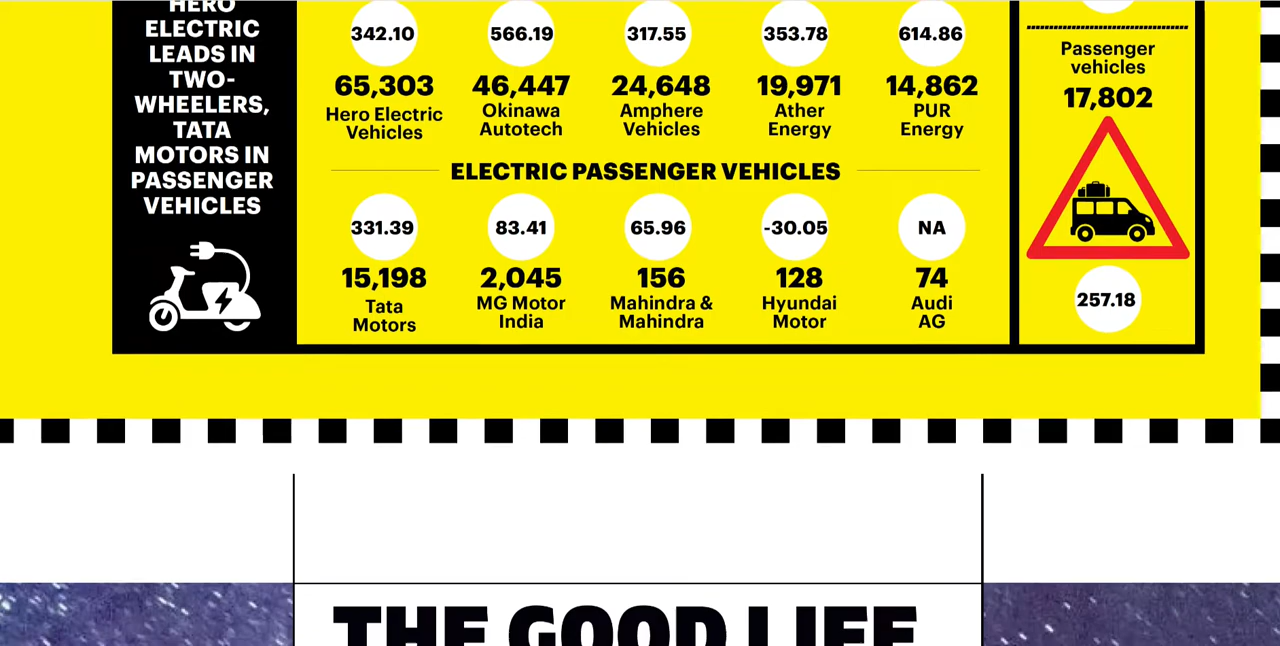 HERO
ELECTRIC
LEADS IN
TWO-
WHEELERS,
TATA
MOTORS IN
PASSENGER
VEHICLES
342.10 566.19 317.55 353.78 614.86
65,303 46,447 24,648 19,971 14,862
Hero Electric Okinawa Amphere Ather PUR
Vehicles Autotech Vehicles Energy Energy
ELECTRIC PASSENGER VEHICLES
331.39 83.41 65.96 -30.05 NA
15,198 2,045 156 128 74
Tata MG Motor Mahindra & Hyundai Audi
Motors India Mahindra Motor AG
Passenger
vehicles
17,802
257.18
THE GOOD LIFE